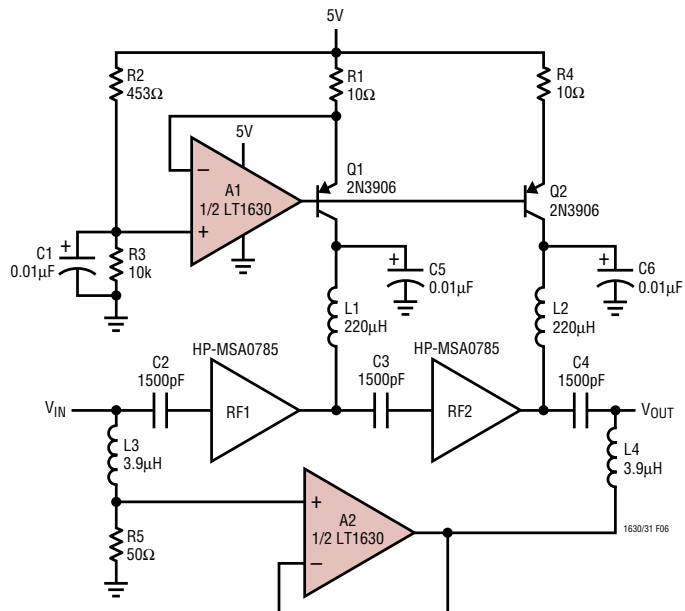 5V
R2
453Ω
R1
10Ω
R4
10Ω
5V
Q1
2N3906
Q2
2N3906
−
A1
1/2 LT1630
+
C1
0.01µF
+
R3
10k
+
C5
0.01µF
+
C6
0.01µF
L1
220µH
L2
220µH
HP-MSA0785
HP-MSA0785
C2
1500pF
C3
1500pF
C4
1500pF
VIN
RF1
RF2
VOUT
L3
3.9µH
L4
3.9µH
+
A2
1/2 LT1630
−
R5
50Ω
1630/31 F06